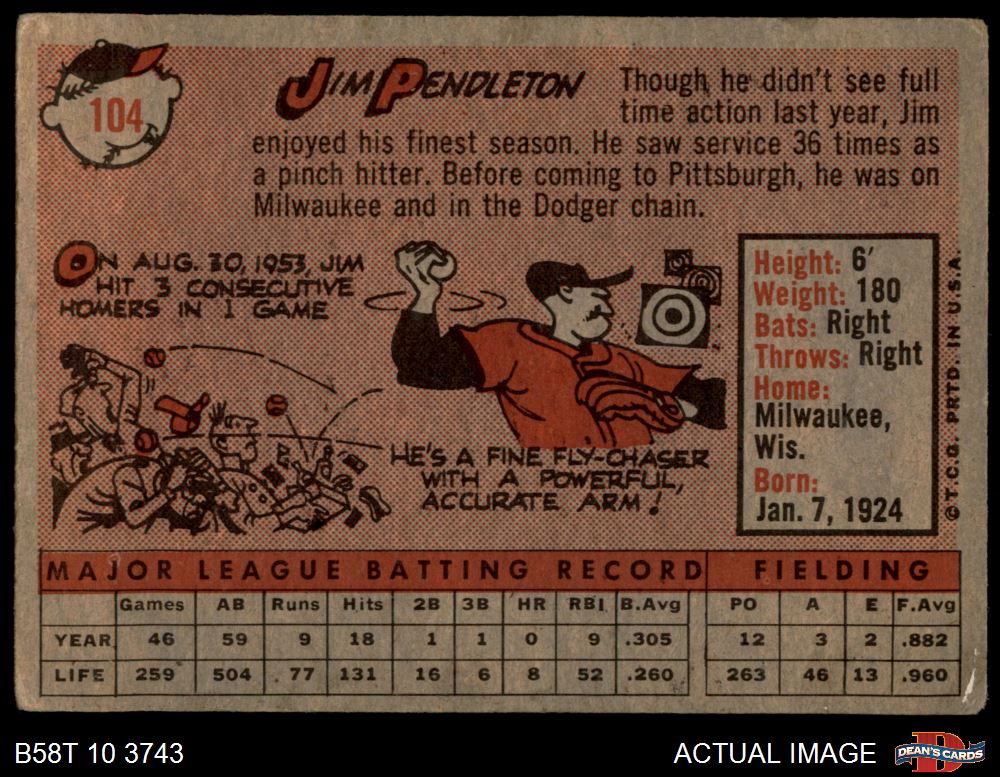 104
JIM PENDLETON
Though he didn't see full
time action last year, Jim
enjoyed his finest season. He saw service 36 times as
a pinch hitter. Before coming to Pittsburgh, he was on
Milwaukee and in the Dodger chain.
ON AUG. 30, 1953, JIM
HIT 3 CONSECUTIVE
HOMERS IN 1 GAME
HE'S A FINE FLY-CHASER
WITH A POWERFUL,
ACCURATE ARM!
Height: 6'
Weight: 180
Bats: Right
Throws: Right
Home:
Milwaukee,
Wis.
Born:
Jan. 7, 1924
©T.C.G. PRTD. IN U.S.A.
MAJOR LEAGUE BATTING RECORD FIELDING
Games AB Runs Hits 2B 3B HR RBI B.Avg PO A E F.Avg
YEAR 46 59 9 18 1 1 0 9 .305 12 3 2 .882
LIFE 259 504 77 131 16 6 8 52 .260 263 46 13 .960
B58T 10 3743 ACTUAL IMAGE DEAN'S CARDS